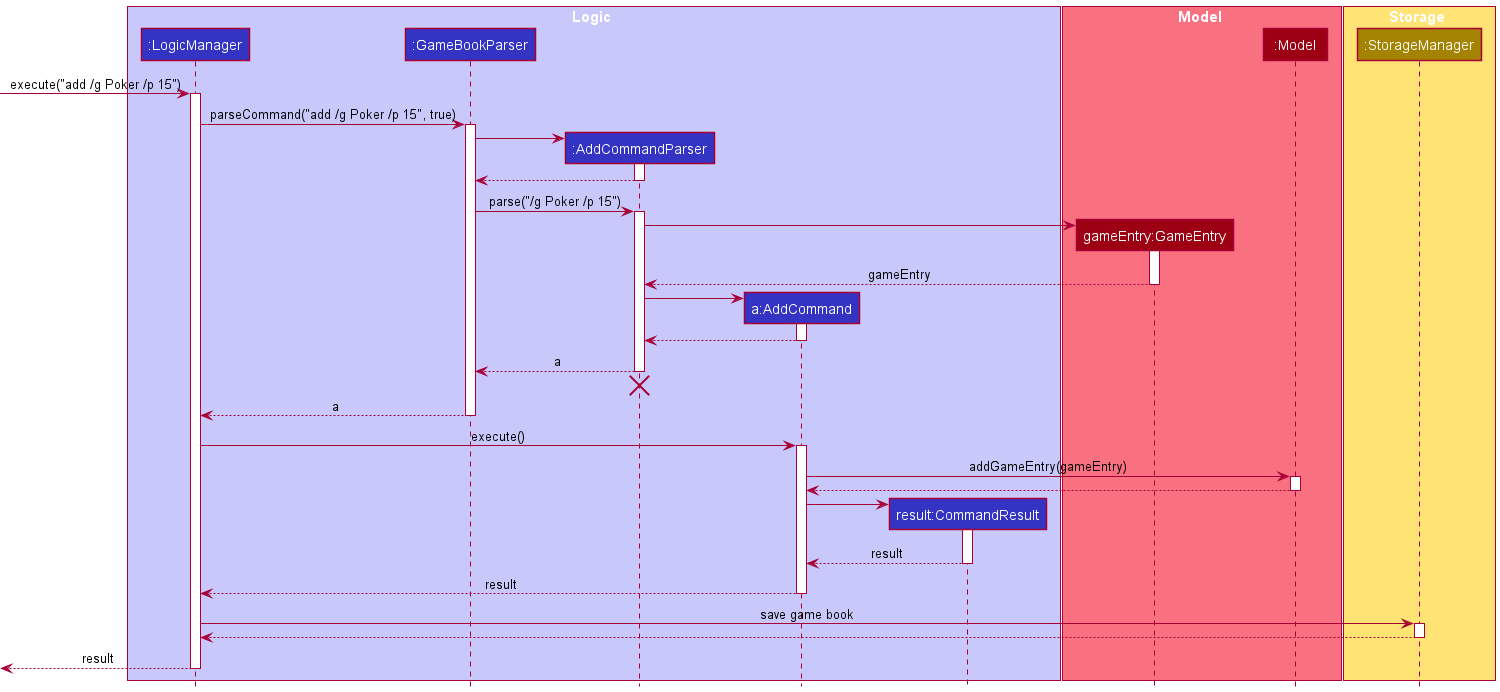 Logic
Model
Storage
:LogicManager
:GameBookParser
:Model
:StorageManager
execute("add /g Poker /p 15")
parseCommand("add /g Poker /p 15", true)
:AddCommandParser
parse("/g Poker /p 15")
gameEntry:GameEntry
gameEntry
a:AddCommand
a
a
execute()
addGameEntry(gameEntry)
result:CommandResult
result
result
save game book
result